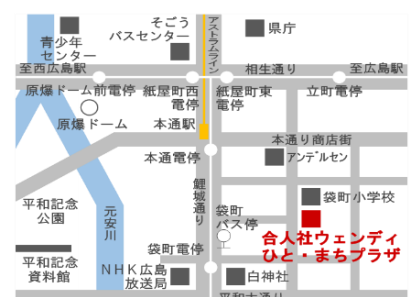 そごう
バスセンター
県庁
青少年
センター
アストラムライン
至西広島駅
相生通り
至広島駅
原爆ドーム前電停
紙屋町西
電停
紙屋町東
電停
立町電停
原爆ドーム
本通駅
本通り商店街
本通電停
アンデルセン
平和記念
公園
元安川
鯉城通り
袋町
バス停
袋町小学校
合人社ウェンディ
ひと・まちプラザ
袋町電停
平和記念
資料館
NHK広島
放送局
白神社
平和大通り